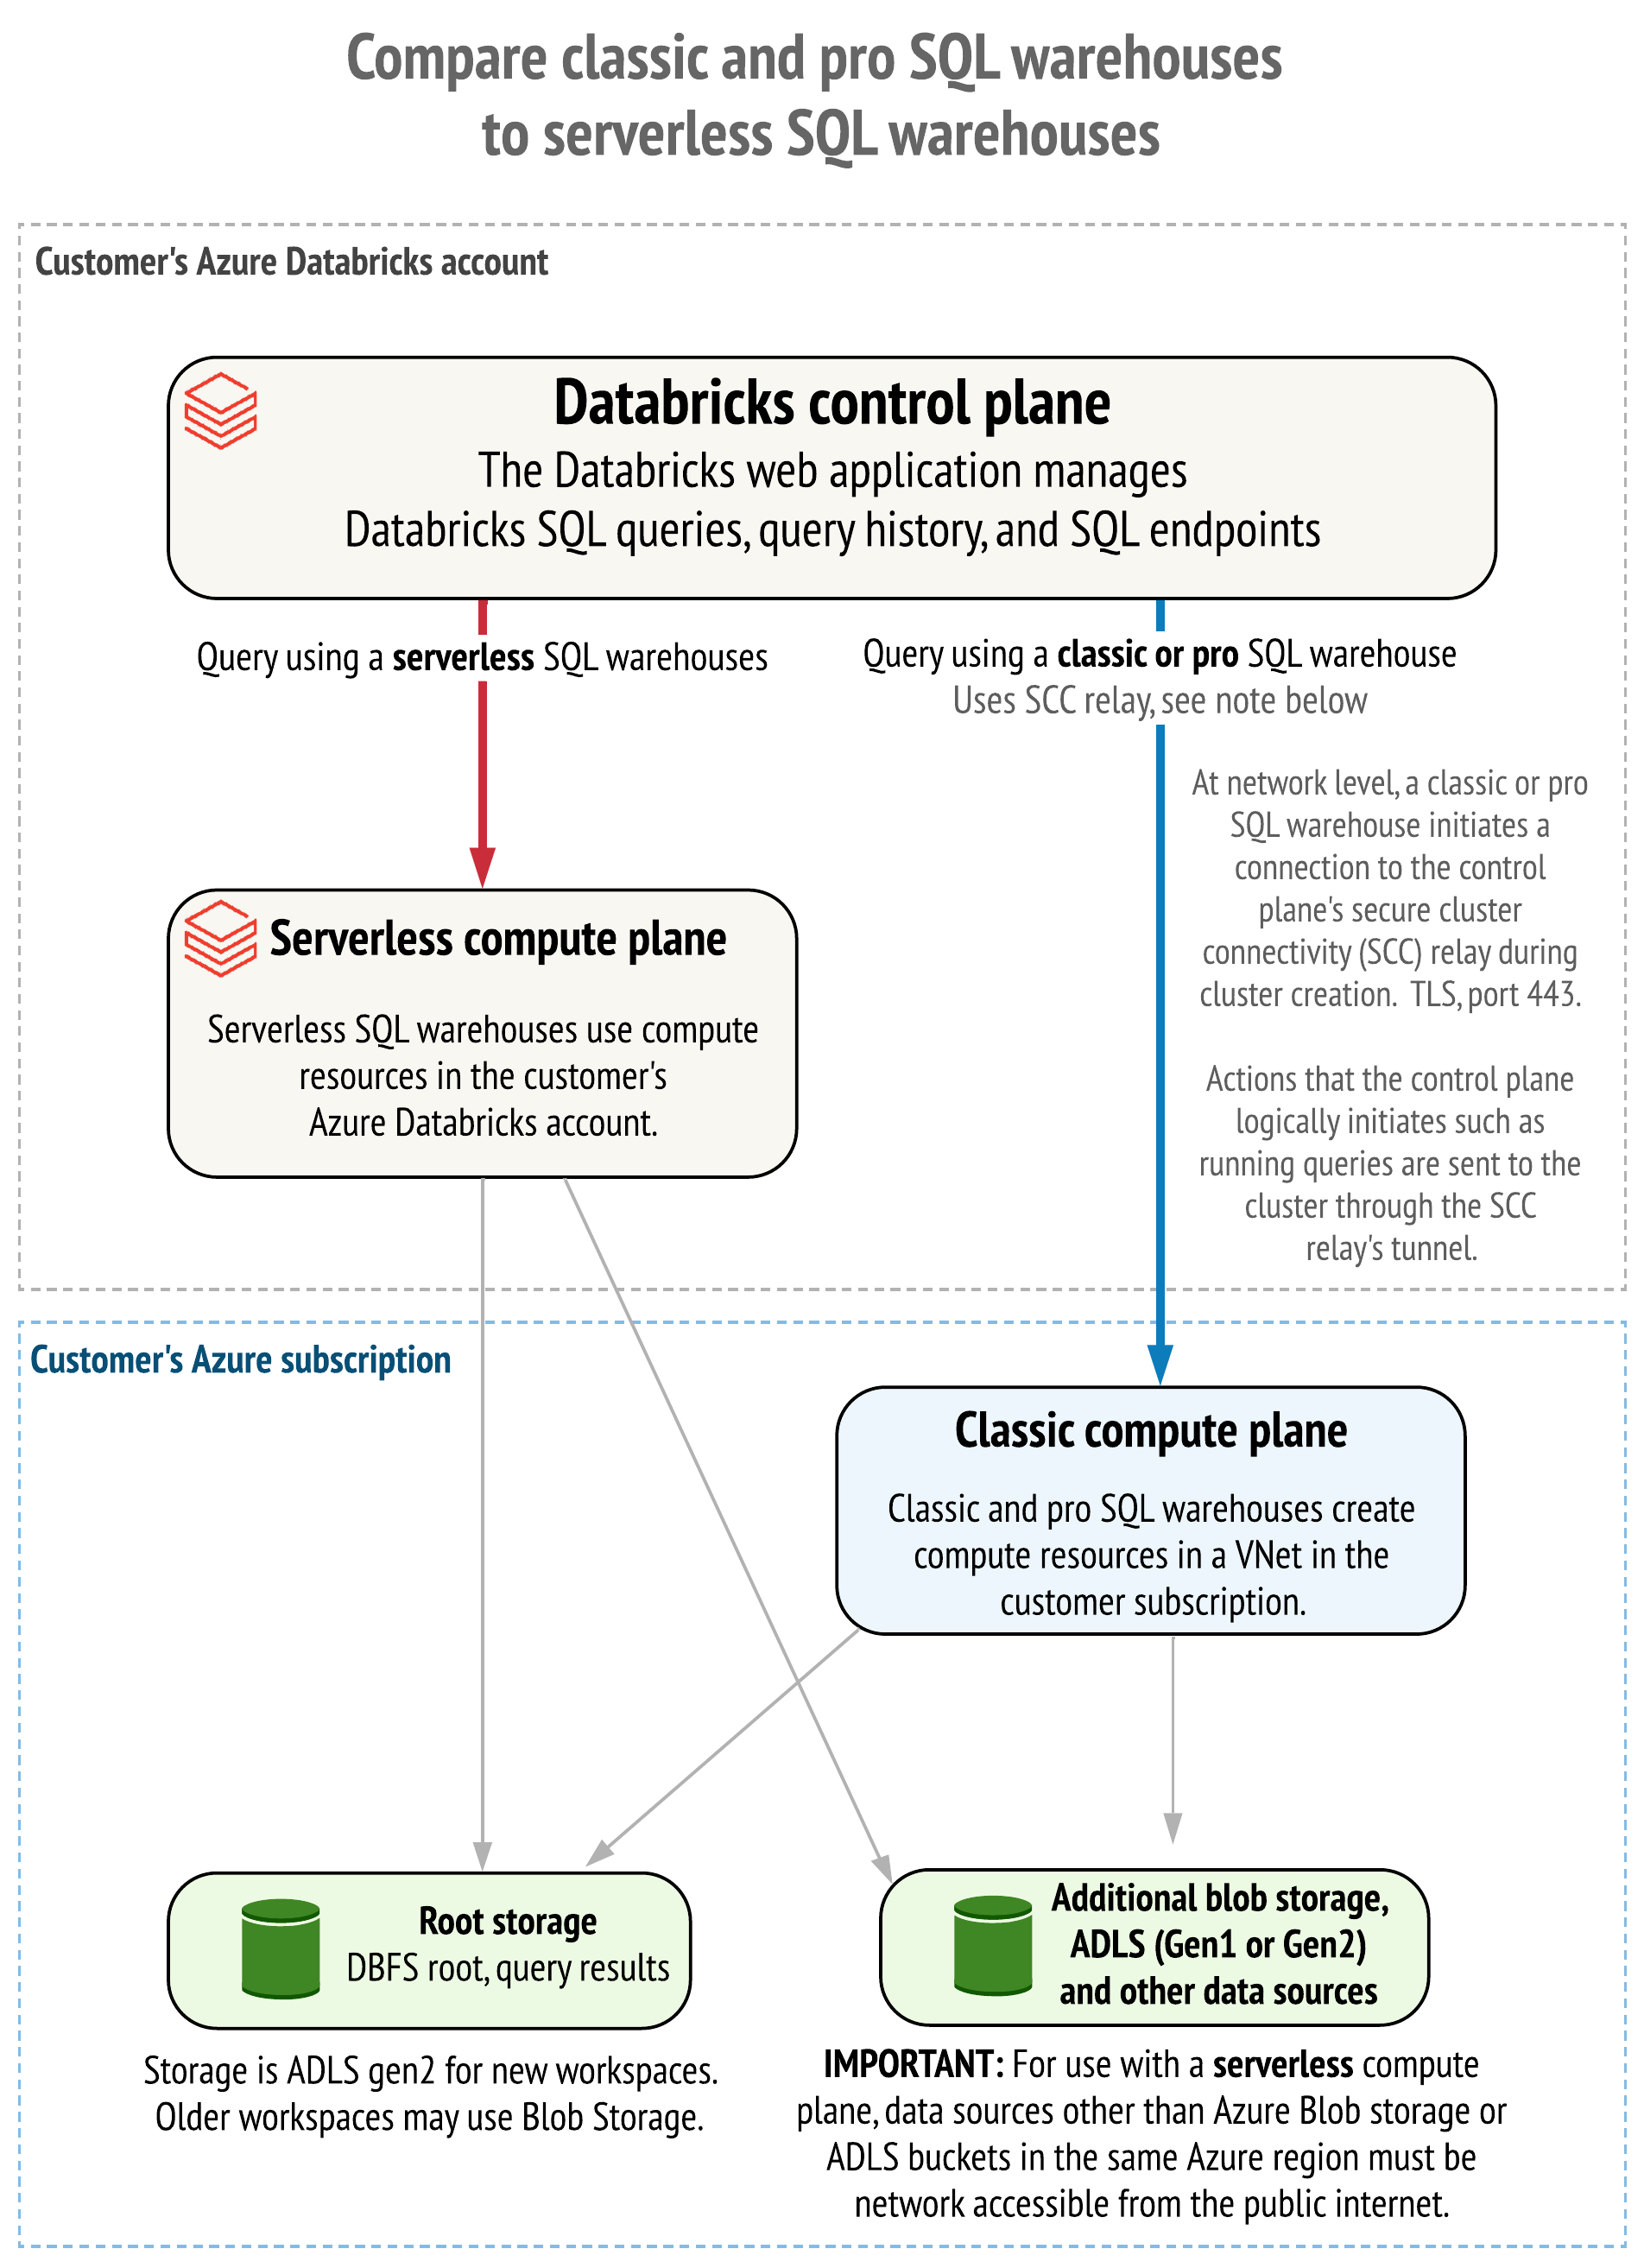 Compare classic and pro SQL warehouses
to serverless SQL warehouses
Customer's Azure Databricks account
Databricks control plane
The Databricks web application manages
Databricks SQL queries, query history, and SQL endpoints
Query using a serverless SQL warehouses
Query using a classic or pro SQL warehouse
Uses SCC relay, see note below
At network level, a classic or pro
SQL warehouse initiates a
connection to the control
plane's secure cluster
connectivity (SCC) relay during
cluster creation. TLS, port 443.
Actions that the control plane
logically initiates such as
running queries are sent to the
cluster through the SCC
relay's tunnel.
Serverless compute plane
Serverless SQL warehouses use compute
resources in the customer's
Azure Databricks account.
Customer's Azure subscription
Classic compute plane
Classic and pro SQL warehouses create
compute resources in a VNet in the
customer subscription.
Root storage
DBFS root, query results
Storage is ADLS gen2 for new workspaces.
Older workspaces may use Blob Storage.
Additional blob storage,
ADLS (Gen1 or Gen2)
and other data sources
IMPORTANT: For use with a serverless compute
plane, data sources other than Azure Blob storage or
ADLS buckets in the same Azure region must be
network accessible from the public internet.